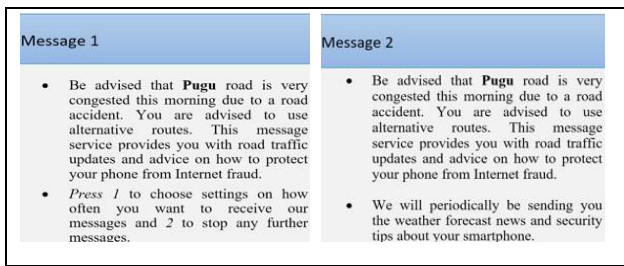 Message 1
• Be advised that Pugu road is very
congested this morning due to a road
accident. You are advised to use
alternative routes. This message
service provides you with road traffic
updates and advice on how to protect
your phone from Internet fraud.
• Press 1 to choose settings on how
often you want to receive our
messages and 2 to stop any further
messages.
Message 2
• Be advised that Pugu road is very
congested this morning due to a road
accident. You are advised to use
alternative routes. This message
service provides you with road traffic
updates and advice on how to protect
your phone from Internet fraud.
• We will periodically be sending you
the weather forecast news and security
tips about your smartphone.